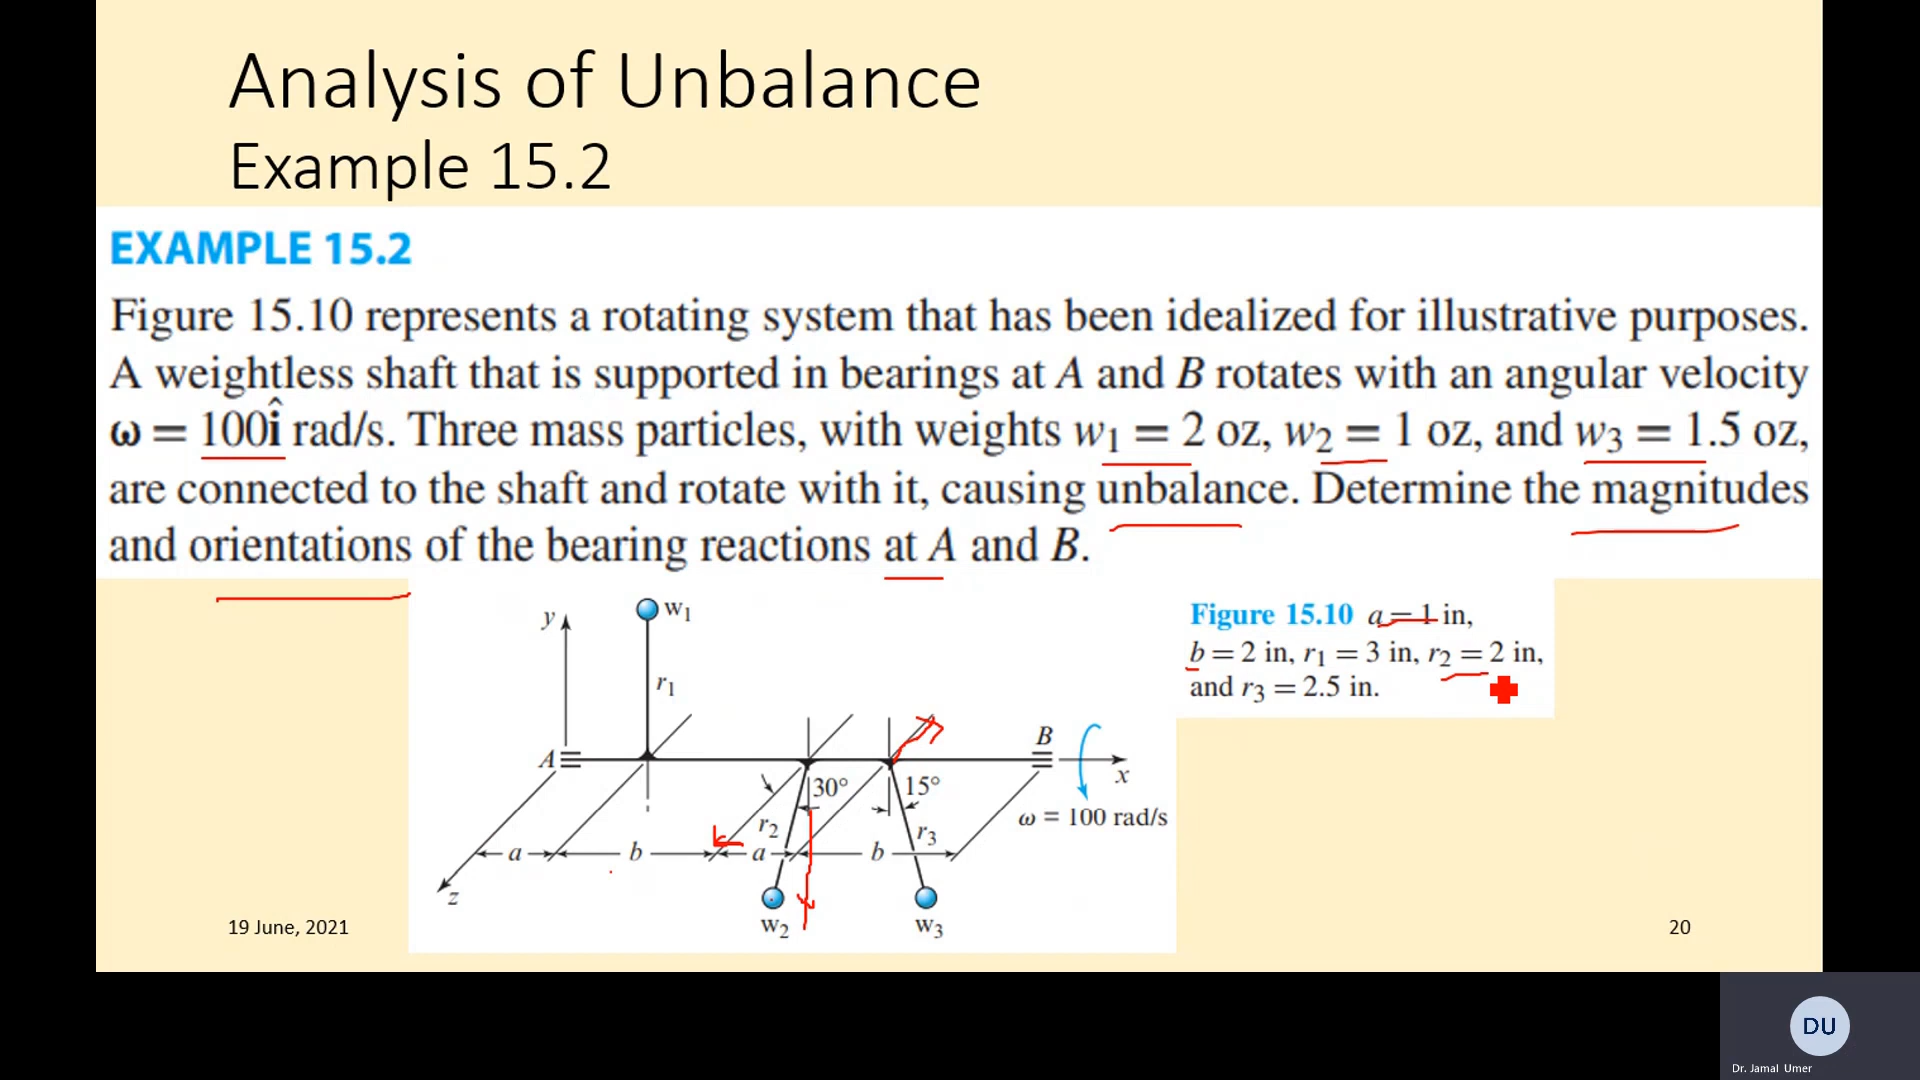 Analysis of Unbalance
Example 15.2
EXAMPLE 15.2
Figure 15.10 represents a rotating system that has been idealized for illustrative purposes.
A weightless shaft that is supported in bearings at A and B rotates with an angular velocity
ω = 100î rad/s. Three mass particles, with weights w₁ = 2 oz, w₂ = 1 oz, and w₃ = 1.5 oz,
are connected to the shaft and rotate with it, causing unbalance. Determine the magnitudes
and orientations of the bearing reactions at A and B.
y
w₁
r₁
A
B
x
30°
15°
r₂
r₃
ω = 100 rad/s
a
b
a
b
z
w₂
w₃
Figure 15.10 a = 1 in,
b = 2 in, r₁ = 3 in, r₂ = 2 in,
and r₃ = 2.5 in.
19 June, 2021
20
DU
Dr. Jamal Umer